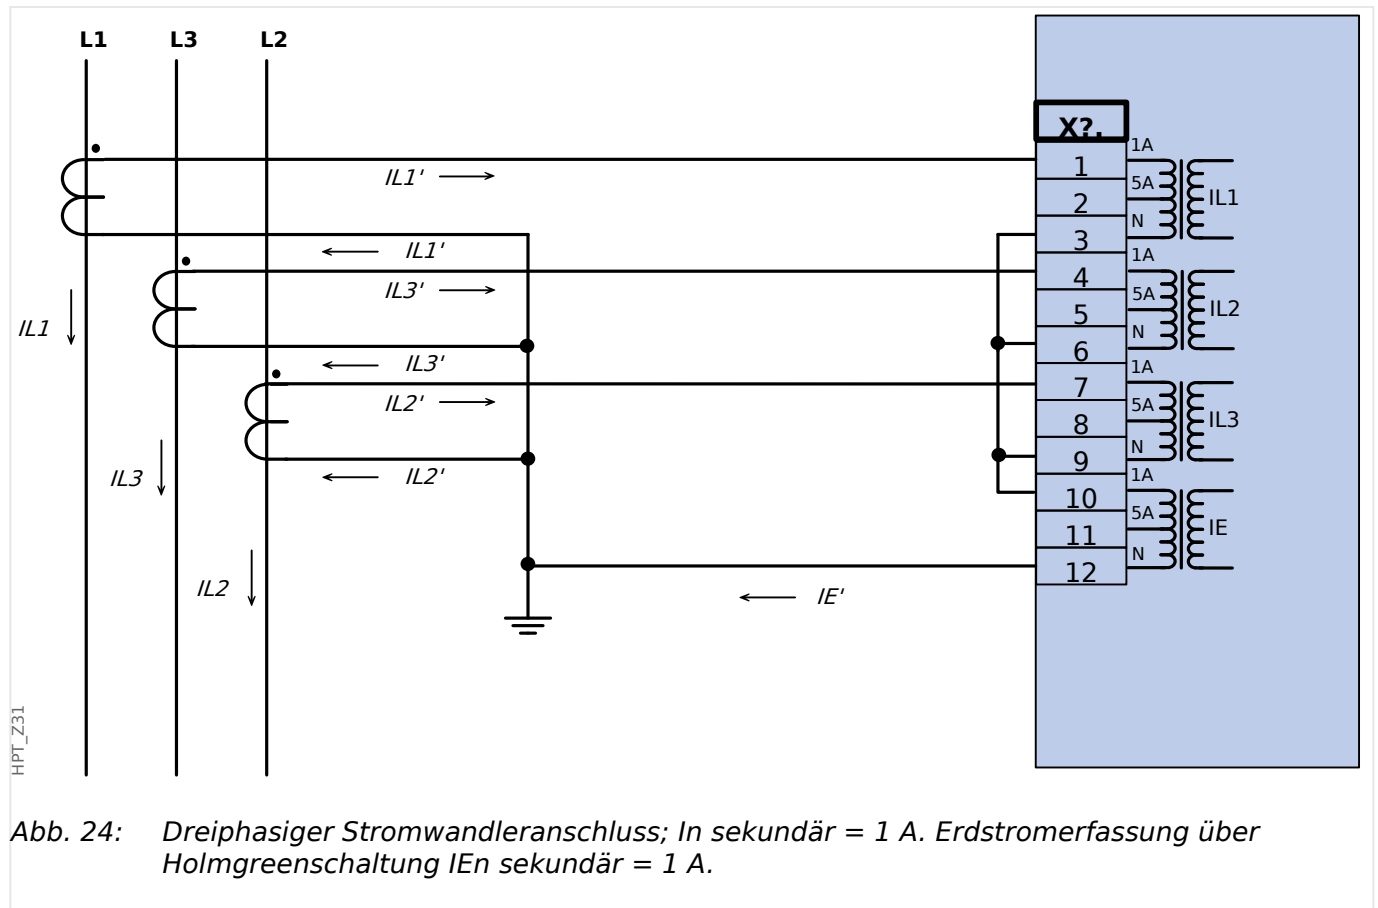 L1 L3 L2
X?.
1A
1
5A
IL1
2
N
3
IL1'
IL1'
1A
4
IL3'
5A
IL2
5
N
6
IL1
IL3'
1A
7
IL2'
5A
IL3
8
N
9
IL3
IL2'
1A
10
5A
IE
11
N
12
IL2
IE'
HPT_Z31
Abb. 24: Dreiphasiger Stromwandleranschluss; In sekundär = 1 A. Erdstromerfassung über
Holmgreenschaltung IEn sekundär = 1 A.